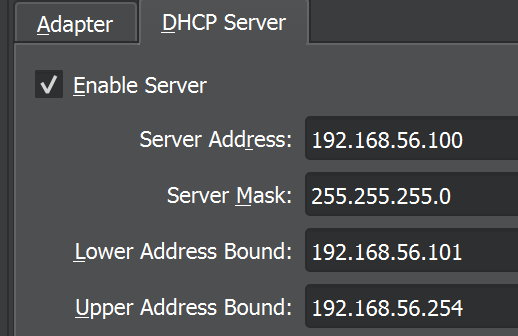 Adapter
DHCP Server
Enable Server
Server Address: 192.168.56.100
Server Mask: 255.255.255.0
Lower Address Bound: 192.168.56.101
Upper Address Bound: 192.168.56.254